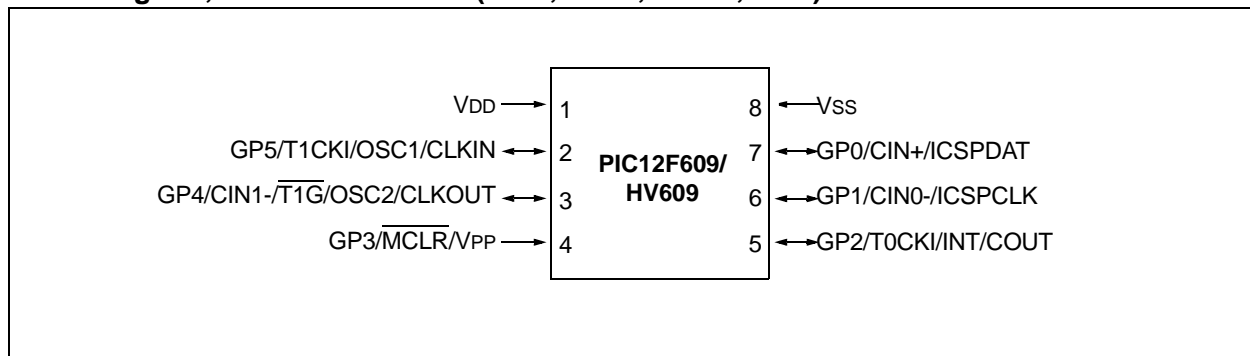 VDD
1
8
VSS
GP5/T1CKI/OSC1/CLKIN
2
PIC12F609/
HV609
7
GP0/CIN+/ICSPDAT
GP4/CIN1-/T1G/OSC2/CLKOUT
3
6
GP1/CIN0-/ICSPCLK
GP3/MCLR/VPP
4
5
GP2/T0CKI/INT/COUT